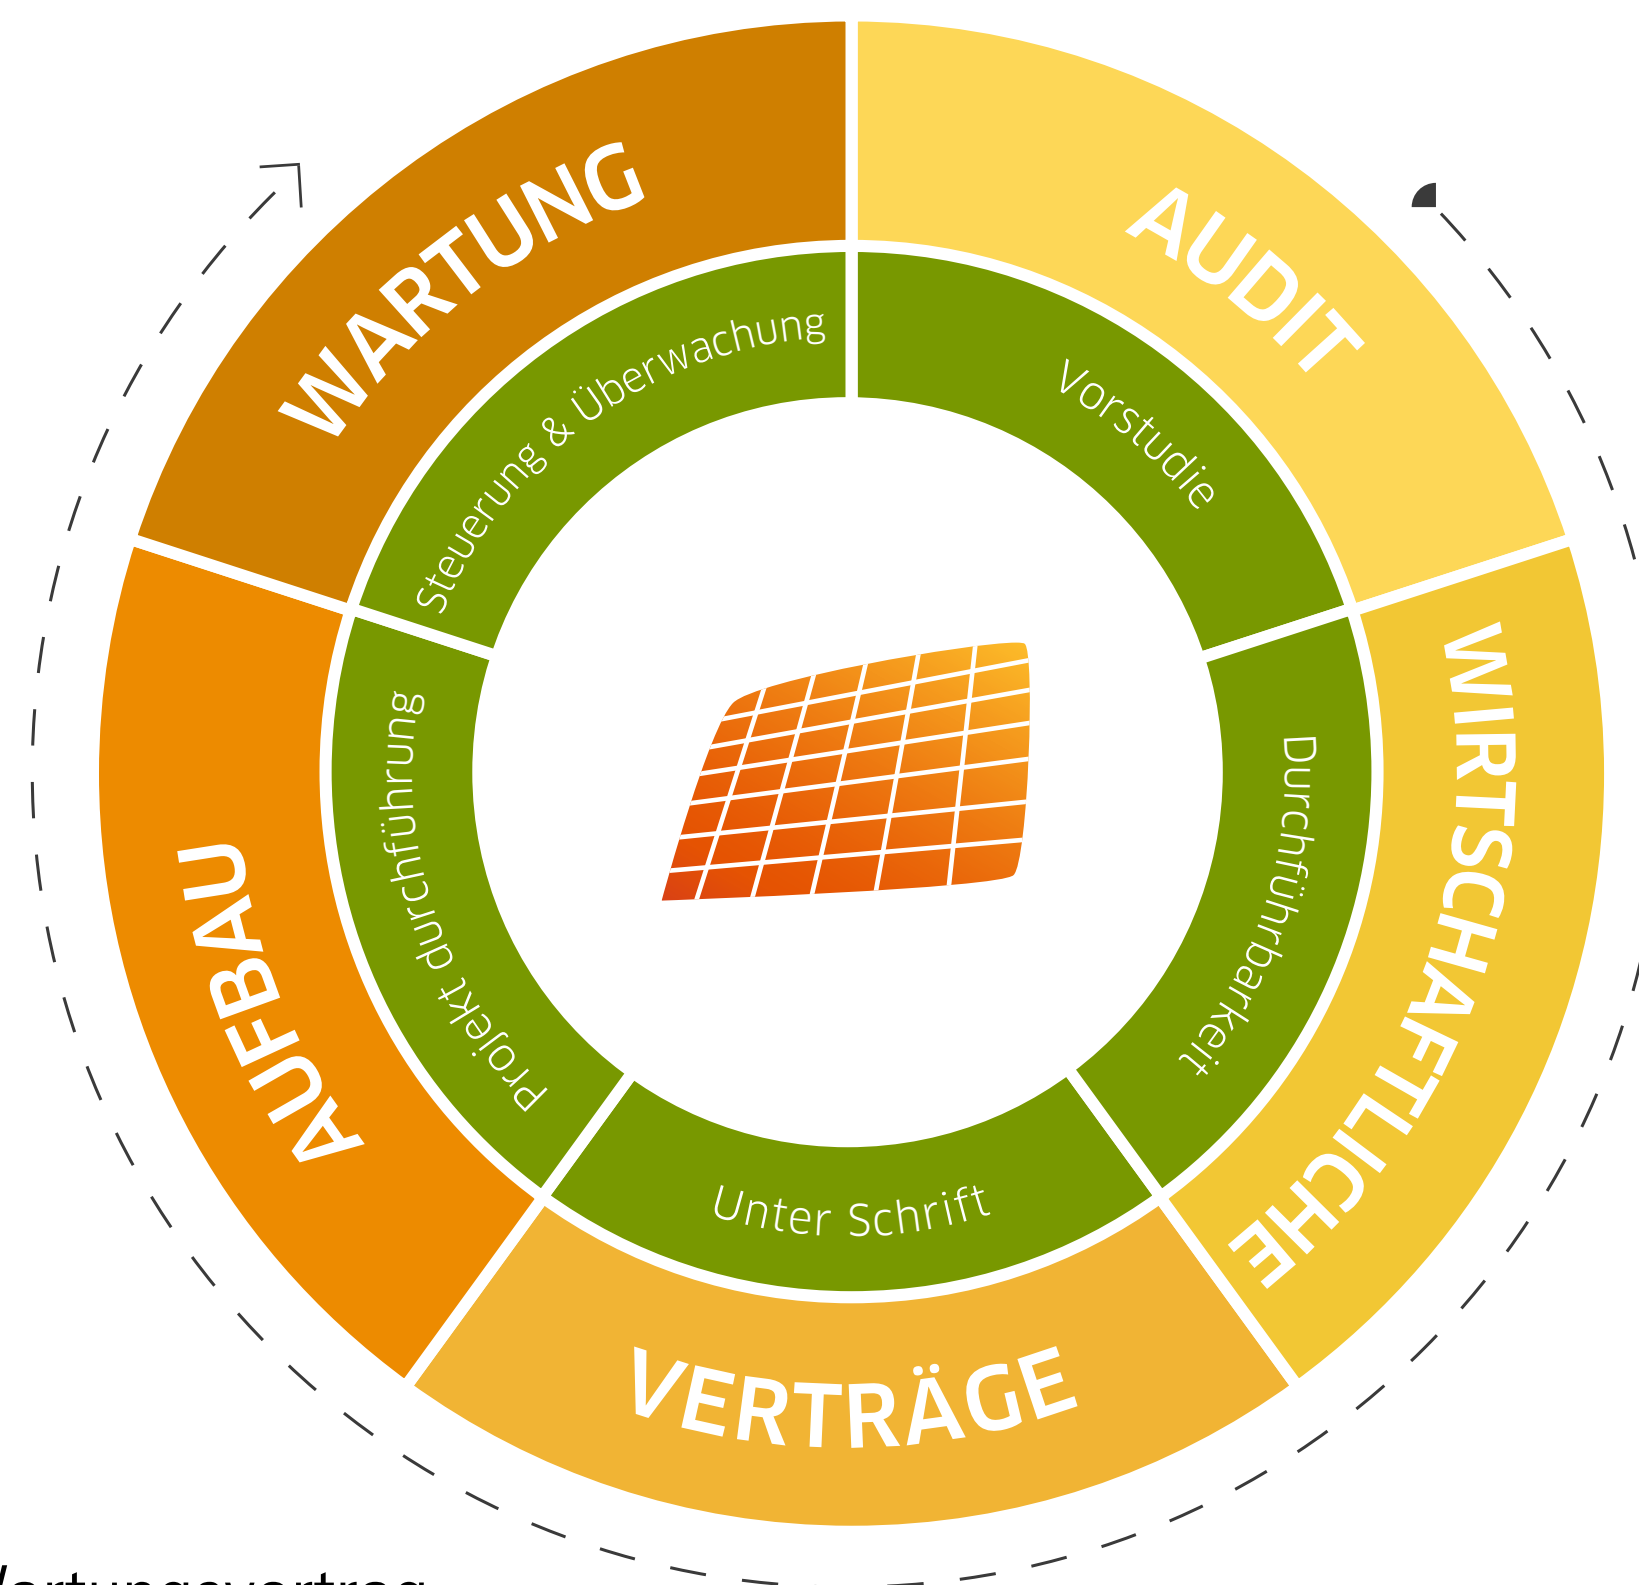 AUDIT
Vorstudie
WIRTSCHAFTLICHE
Durchführbarkeit
VERTRÄGE
Unter Schrift
AUFBAU
Projekt durchführung
WARTUNG
Steuerung & Überwachung